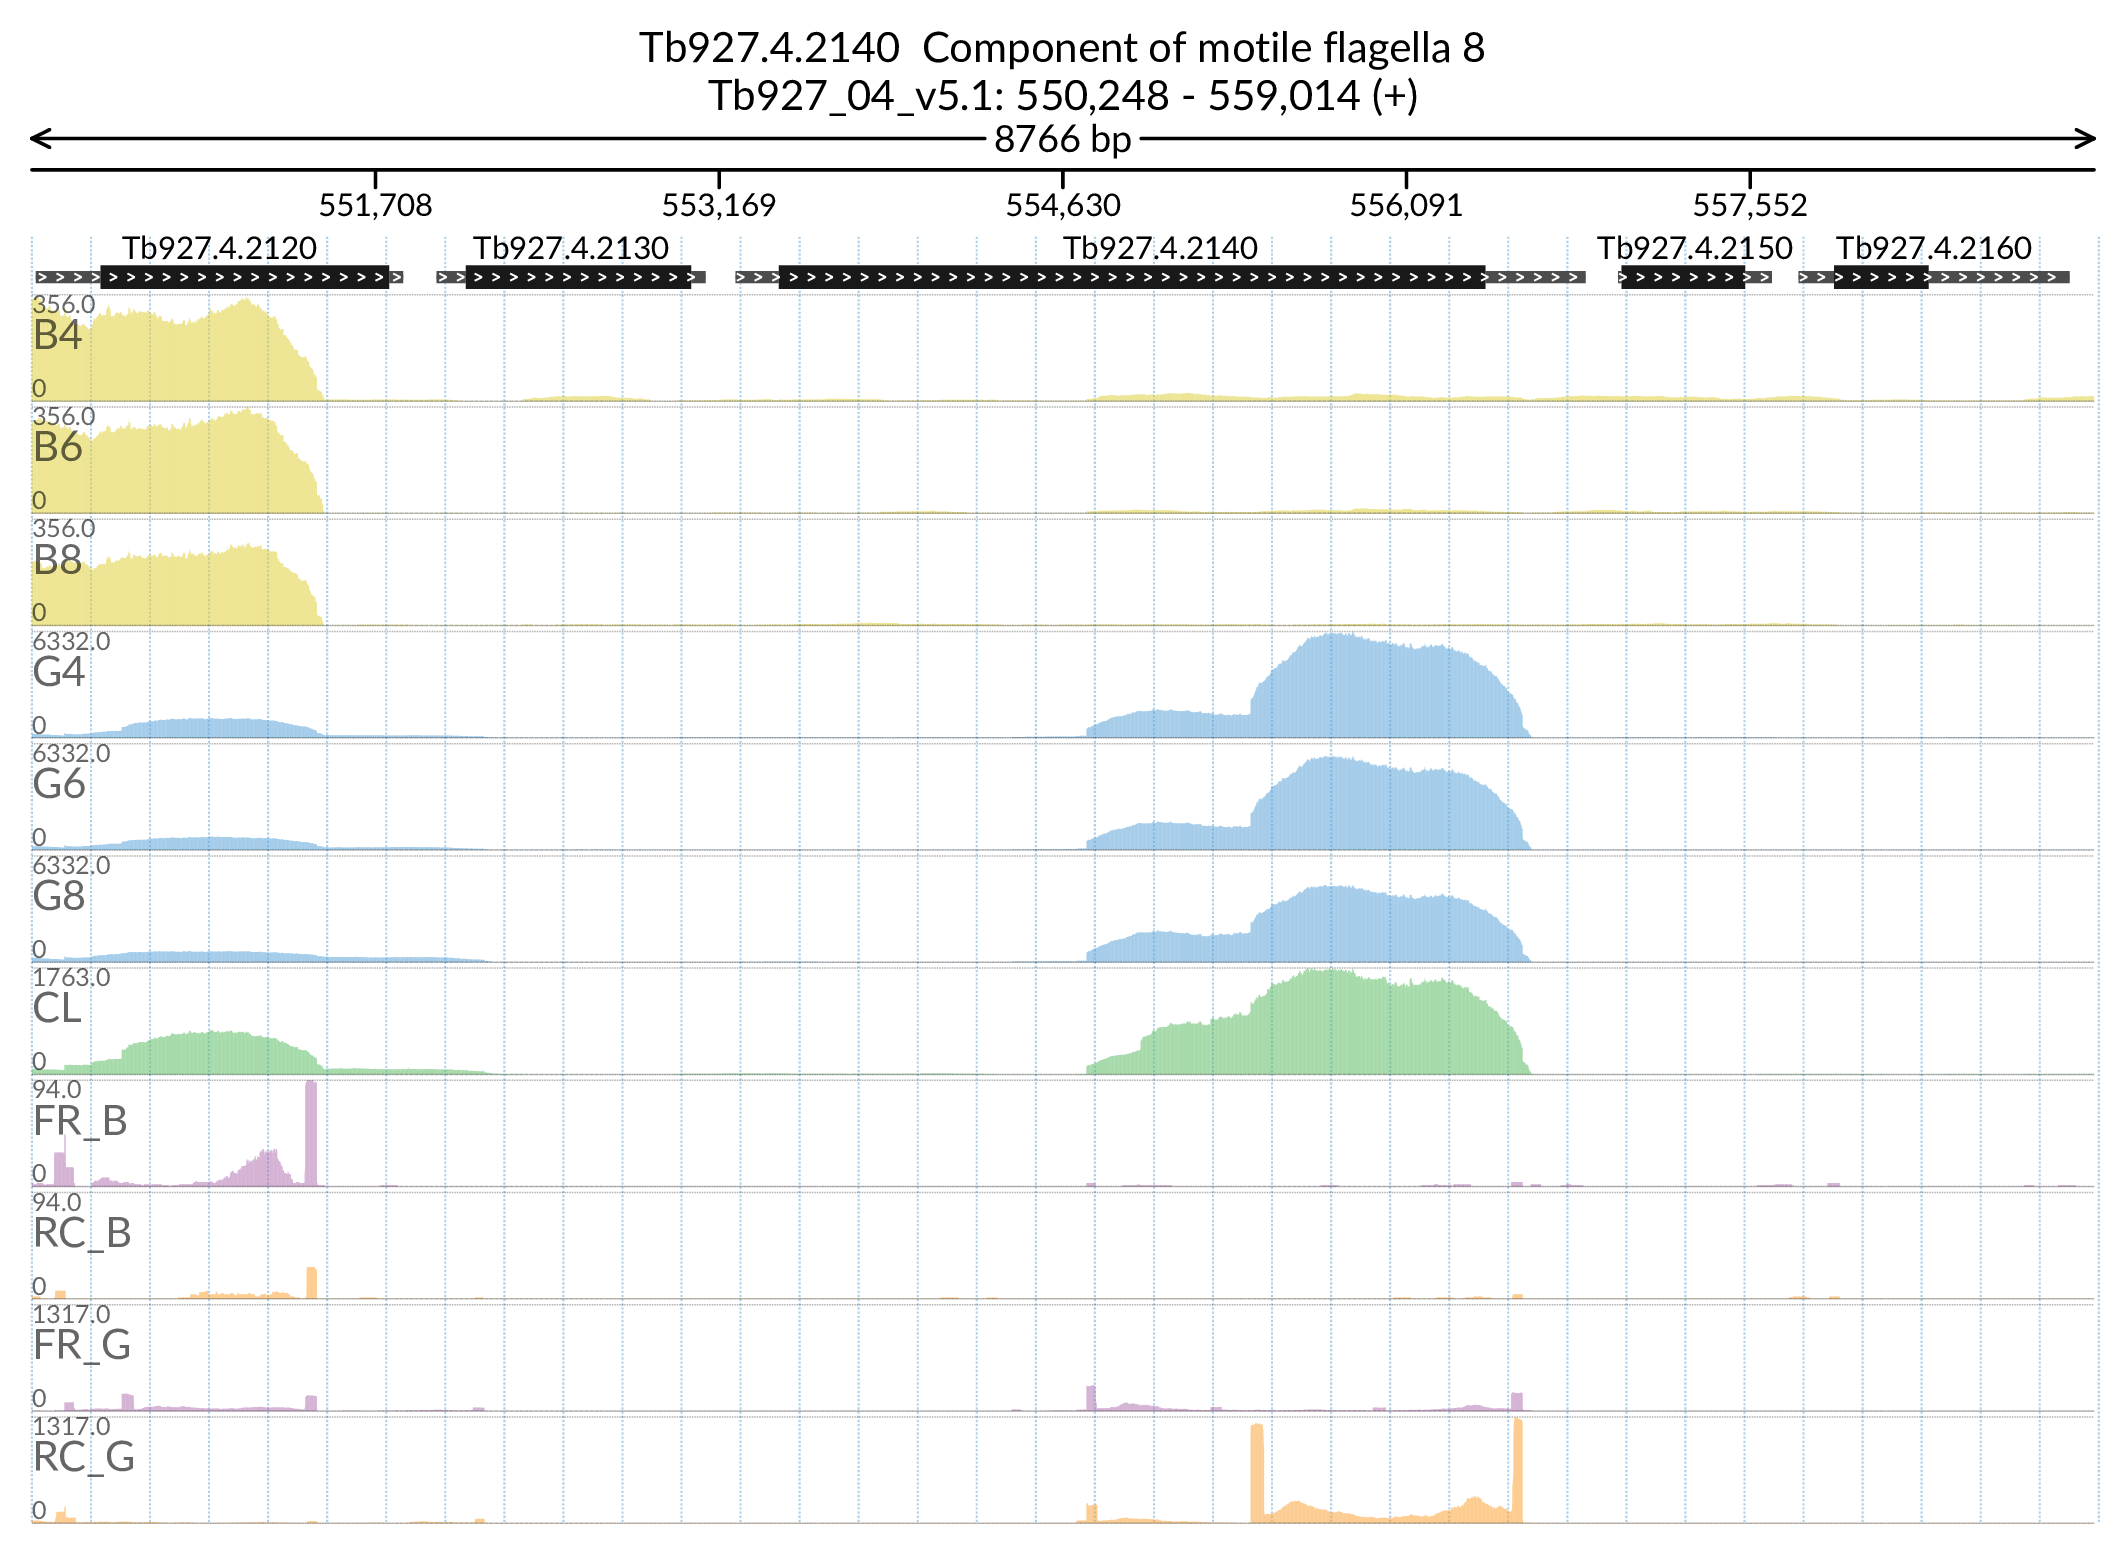 Tb927.4.2140 Component of motile flagella 8
Tb927_04_v5.1: 550,248 - 559,014 (+)
8766 bp
551,708 553,169 554,630 556,091 557,552
Tb927.4.2120 Tb927.4.2130 Tb927.4.2140 Tb927.4.2150 Tb927.4.2160
356.0
B4
0
356.0
B6
0
356.0
B8
0
6332.0
G4
0
6332.0
G6
0
6332.0
G8
0
1763.0
CL
0
94.0
FR_B
0
94.0
RC_B
0
1317.0
FR_G
0
1317.0
RC_G
0